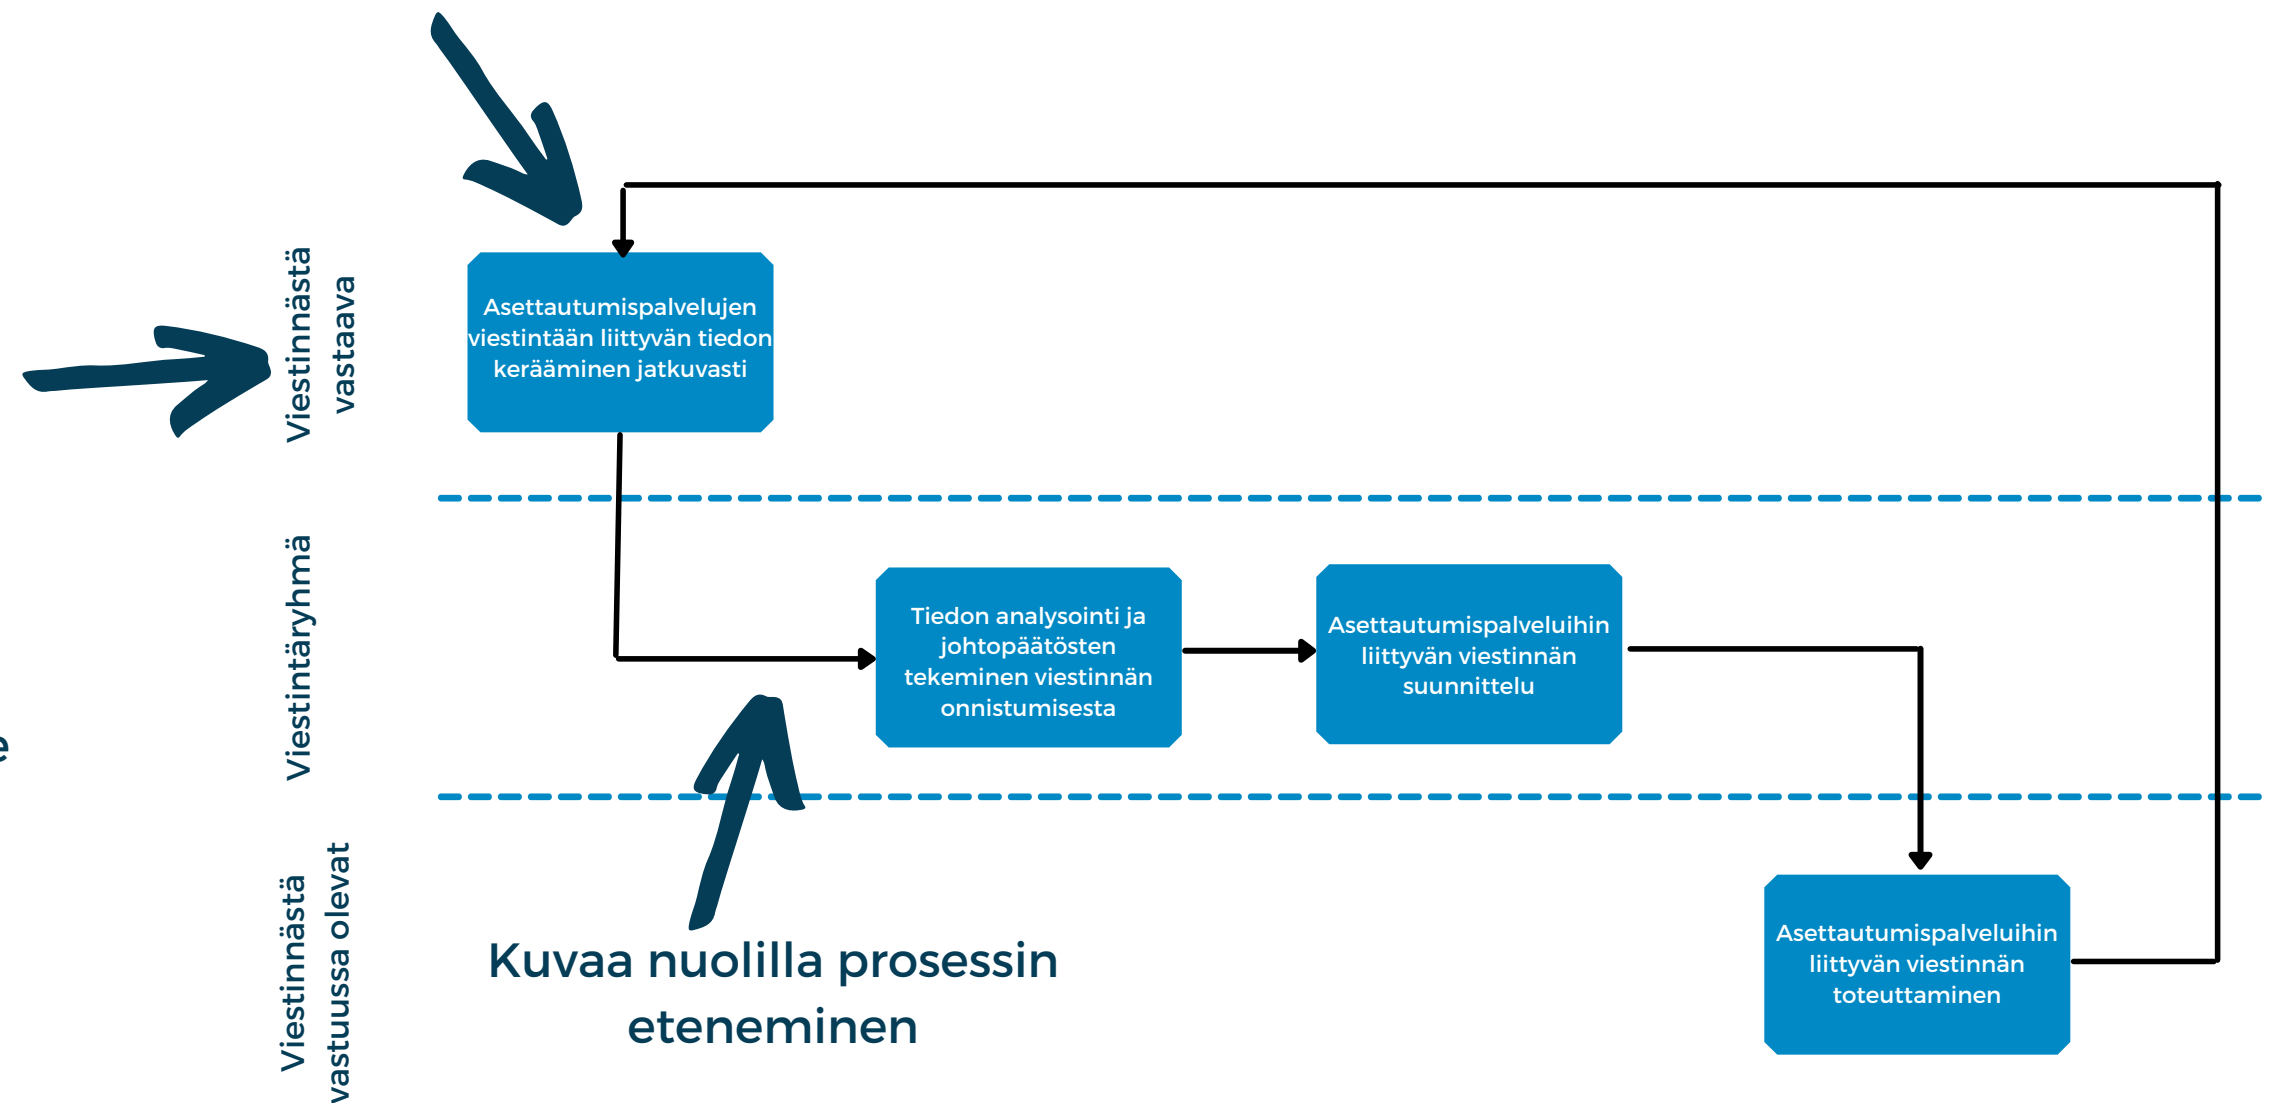 Viestinnästä
vastaava
Asettautumispalvelujen
viestintään liittyvän tiedon
kerääminen jatkuvasti
Viestintäryhmä
Tiedon analysointi ja
johtopäätösten
tekeminen viestinnän
onnistumisesta
Asettautumispalveluihin
liittyvän viestinnän
suunnittelu
Viestinnästä
vastuussa olevat
Kuvaa nuolilla prosessin
eteneminen
Asettautumispalveluihin
liittyvän viestinnän
toteuttaminen